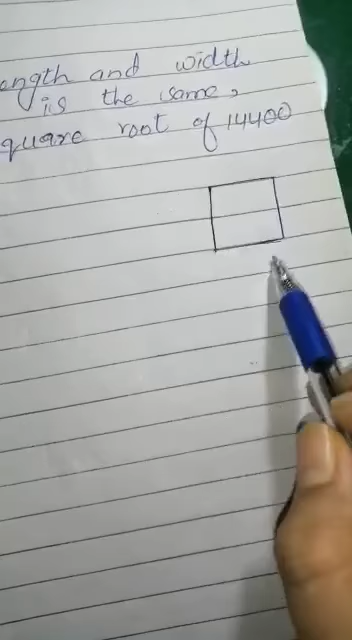 ength and width
is the same,
quare root of 14400